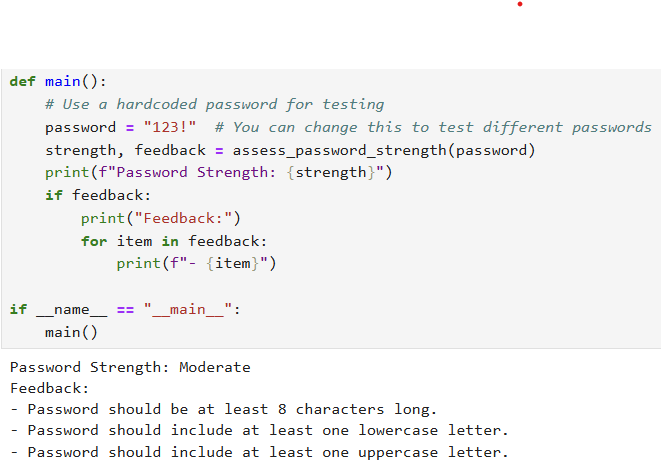 def main():
    # Use a hardcoded password for testing
    password = "123!"  # You can change this to test different passwords
    strength, feedback = assess_password_strength(password)
    print(f"Password Strength: {strength}")
    if feedback:
        print("Feedback:")
        for item in feedback:
            print(f"- {item}")

if __name__ == "__main__":
    main()
Password Strength: Moderate
Feedback:
- Password should be at least 8 characters long.
- Password should include at least one lowercase letter.
- Password should include at least one uppercase letter.